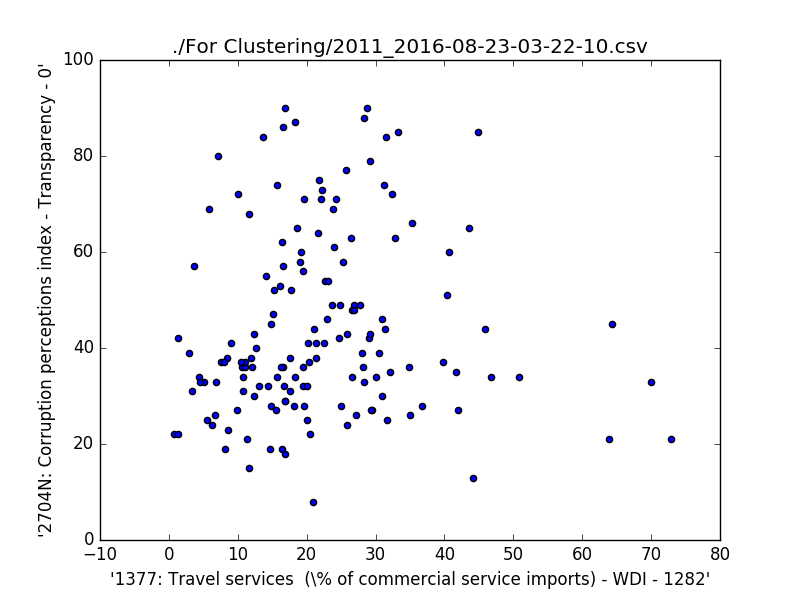 ./For Clustering/2011_2016-08-23-03-22-10.csv
100
80
60
40
20
0
'2704N: Corruption perceptions index - Transparency - 0'
−10 0 10 20 30 40 50 60 70 80
'1377: Travel services  (\% of commercial service imports) - WDI - 1282'